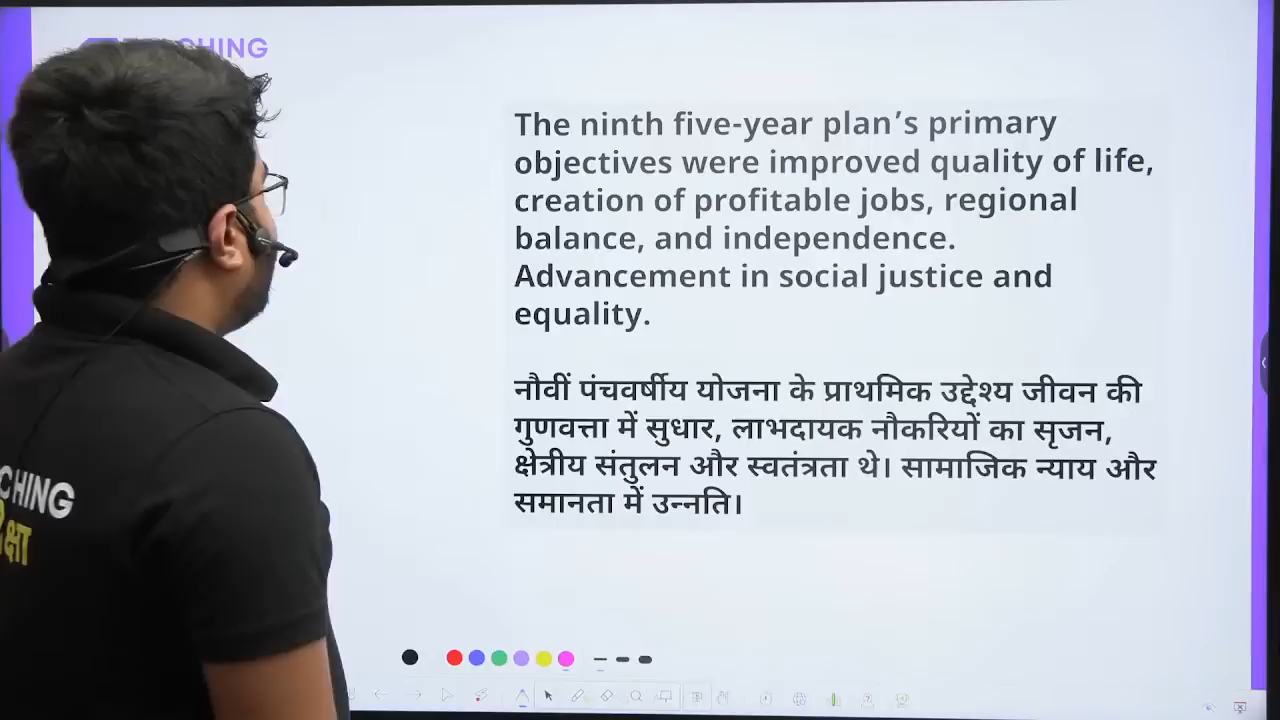 CHING
The ninth five-year plan’s primary
objectives were improved quality of life,
creation of profitable jobs, regional
balance, and independence.
Advancement in social justice and
equality.
नौवीं पंचवर्षीय योजना के प्राथमिक उद्देश्य जीवन की
गुणवत्ता में सुधार, लाभदायक नौकरियों का सृजन,
क्षेत्रीय संतुलन और स्वतंत्रता थे। सामाजिक न्याय और
समानता में उन्नति।
CHING
क्षा